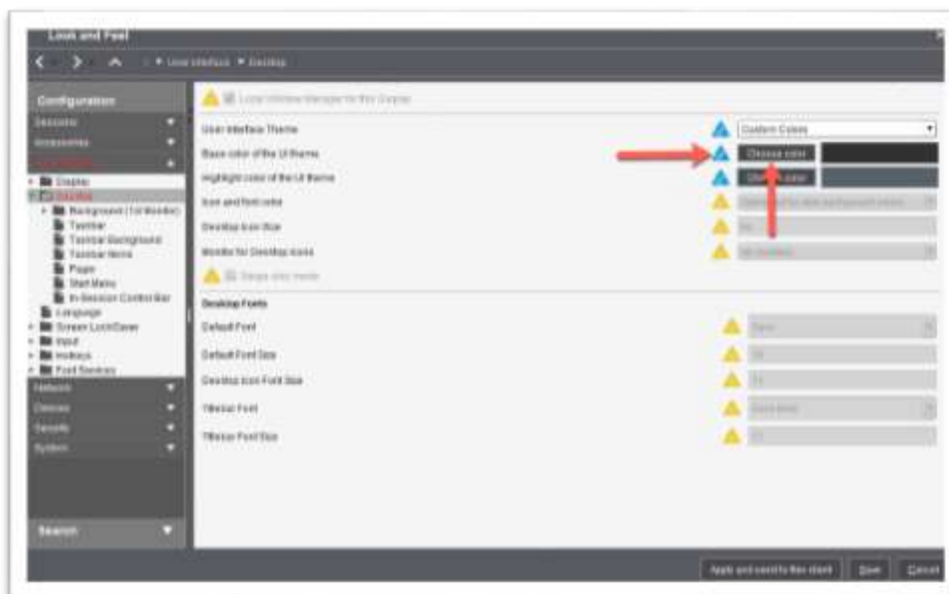 Look and Feel
User Interface Desktop
Configuration
Sessions
Accessories
Display
Desktop
Background (1st Monitor)
Taskbar
Taskbar Background
Taskbar Items
Pager
Start Menu
In-Session Control Bar
Language
Screen Lock/Saver
Input
Hotkeys
Font Services
Network
Devices
Security
System
Search
Local Window Manager for this Display
User Interface Theme
Custom Colors
Base color of the UI theme
Choose color
Highlight color of the UI theme
color
Icon and font color
Desktop Icon Size
Monitor for Desktop Icons
Desktop Fonts
Default Font
Default Font Size
Desktop Icon Font Size
Titlebar Font
Titlebar Font Size
Apply and send to thin client
Save
Cancel